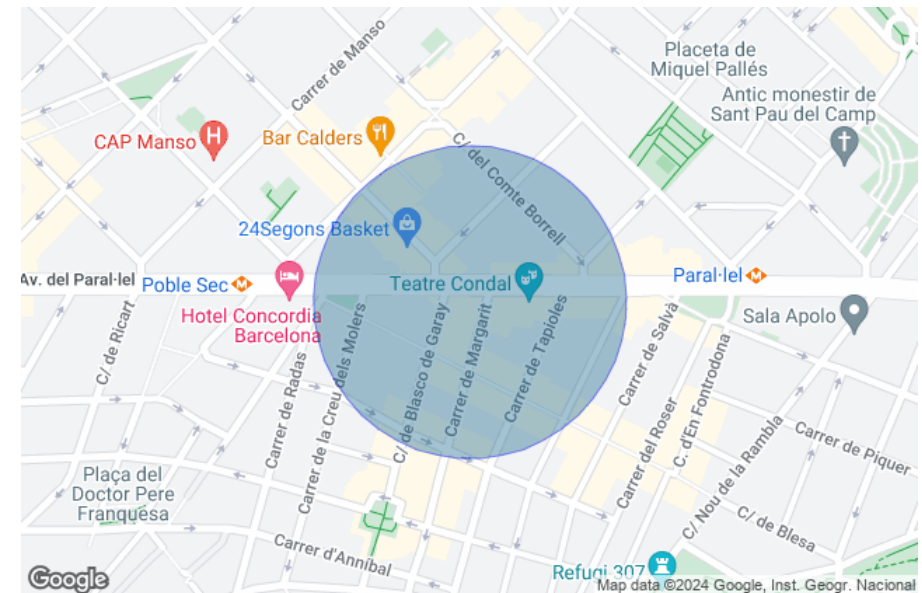 Carrer de Manso
Placeta de
Miquel Pallés
Antic monestir de
Sant Pau del Camp
CAP Manso
H
Bar Calders
C/ del Comte Borrell
24Segons Basket
Av. del Paral·lel
Poble Sec
M
Teatre Condal
Paral·lel
M
Hotel Concordia
Barcelona
Sala Apolo
C/ de Ricart
Carrer de Radas
Carrer de la Creu dels Molers
C/ de Blasco de Garay
Carrer de Margarit
Carrer de Tapioles
Carrer de Salvà
Carrer del Roser
C. d'En Fontrodona
C/ Nou de la Rambla
Carrer de Piquer
C/ de Blesa
Plaça del
Doctor Pere
Franquesa
Carrer d'Anníbal
Refugi 307
Google
Map data ©2024 Google, Inst. Geogr. Nacional